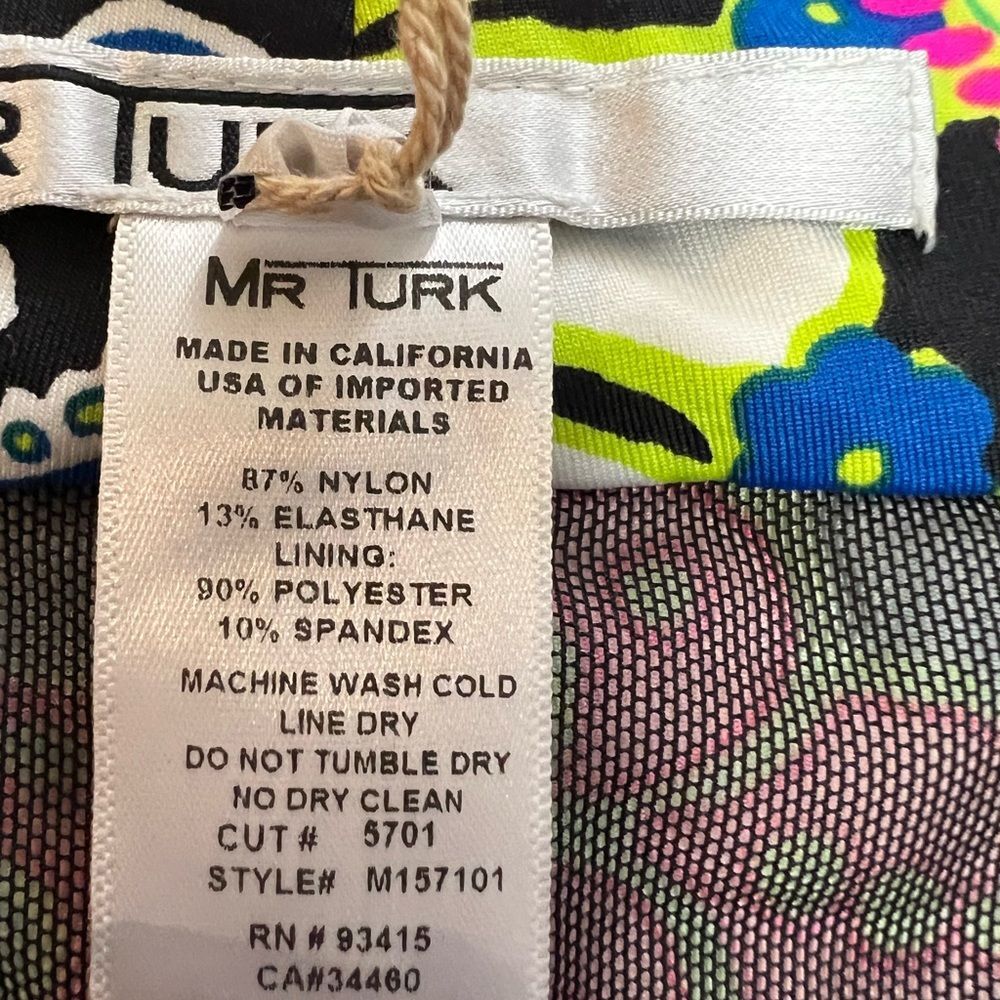 R TURK
MR TURK
MADE IN CALIFORNIA
USA OF IMPORTED
MATERIALS
87% NYLON
13% ELASTHANE
LINING:
90% POLYESTER
10% SPANDEX
MACHINE WASH COLD
LINE DRY
DO NOT TUMBLE DRY
NO DRY CLEAN
CUT # 5701
STYLE# M157101
RN # 93415
CA#34460